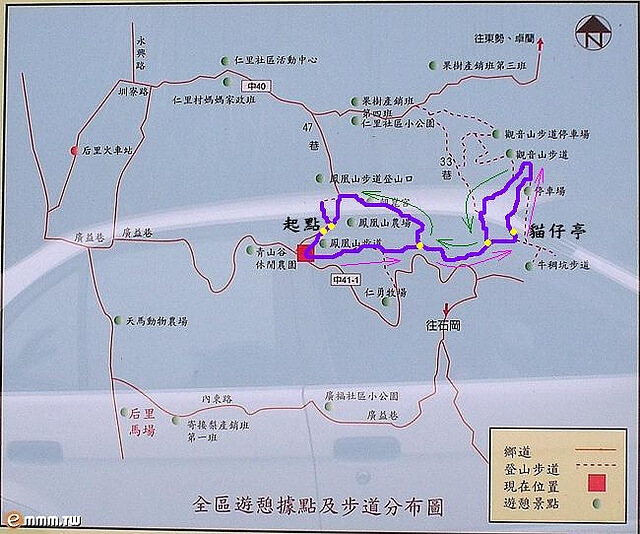 往東勢、卓蘭
N
永興路
仁里社區活動中心
果樹產銷班第三班
圳寮路
中40
仁里村媽媽家政班
果樹產銷班
第四班
仁里社區小公園
47巷
觀音山步道停車場
后里火車站
觀音山步道
33巷
鳳凰山步道登山口
停車場
起點
鳳凰山農場
貓仔亭
廣益巷
廣益巷
鳳凰山步道
青山谷
休閒農園
牛稠坑步道
中41-1
仁勇牧場
天馬動物農場
往石岡
內東路
廣福社區小公園
后里
馬場
廣益巷
寄接梨產銷班
第一班
鄉道
登山步道
現在位置
遊憩景點
全區遊憩據點及步道分布圖
emmm.tw